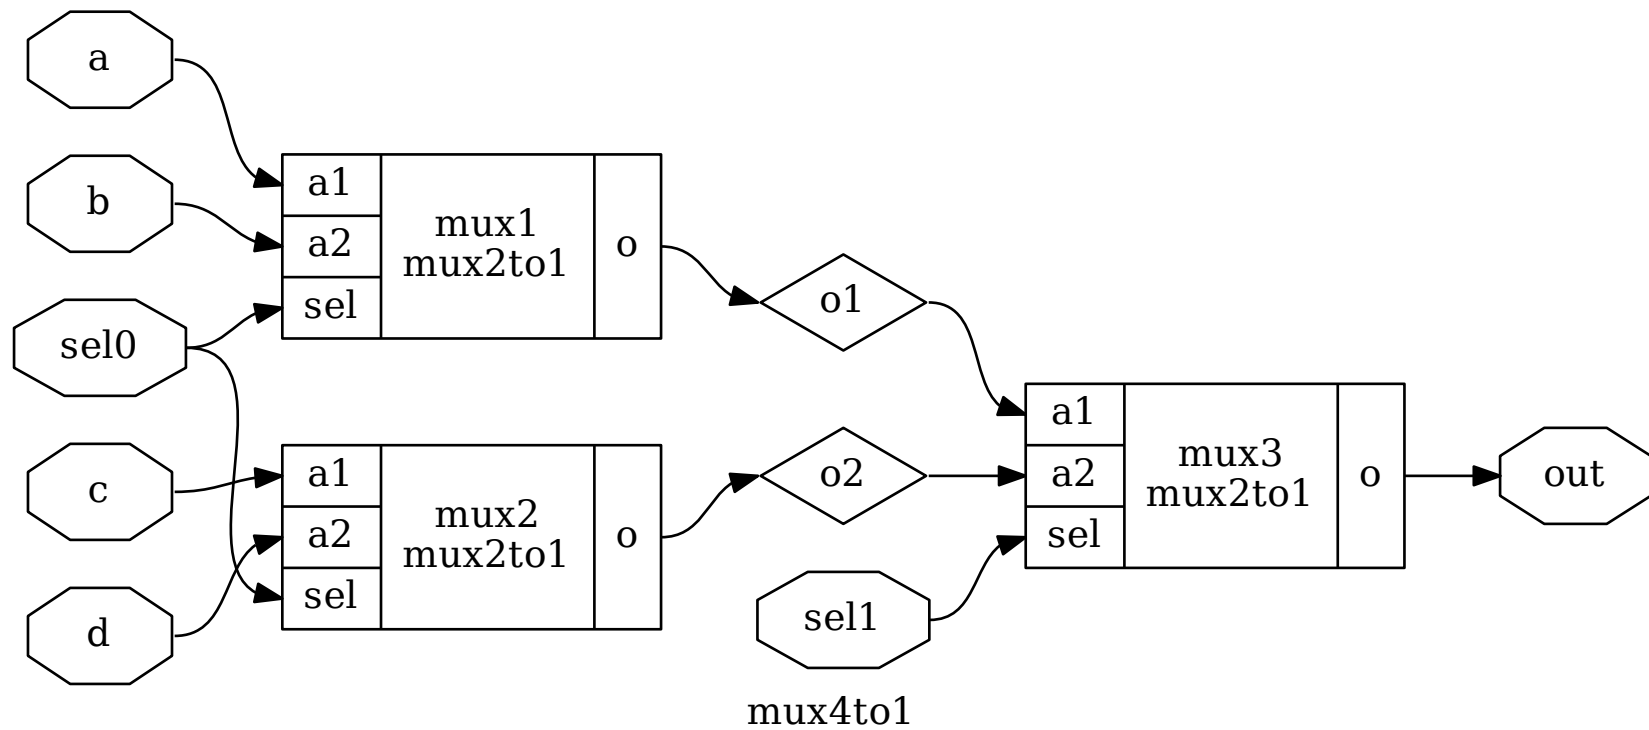 a
b
sel0
c
d
a1
a2
sel
mux1
mux2to1
o
a1
a2
sel
mux2
mux2to1
o
o1
o2
sel1
a1
a2
sel
mux3
mux2to1
o
out
mux4to1